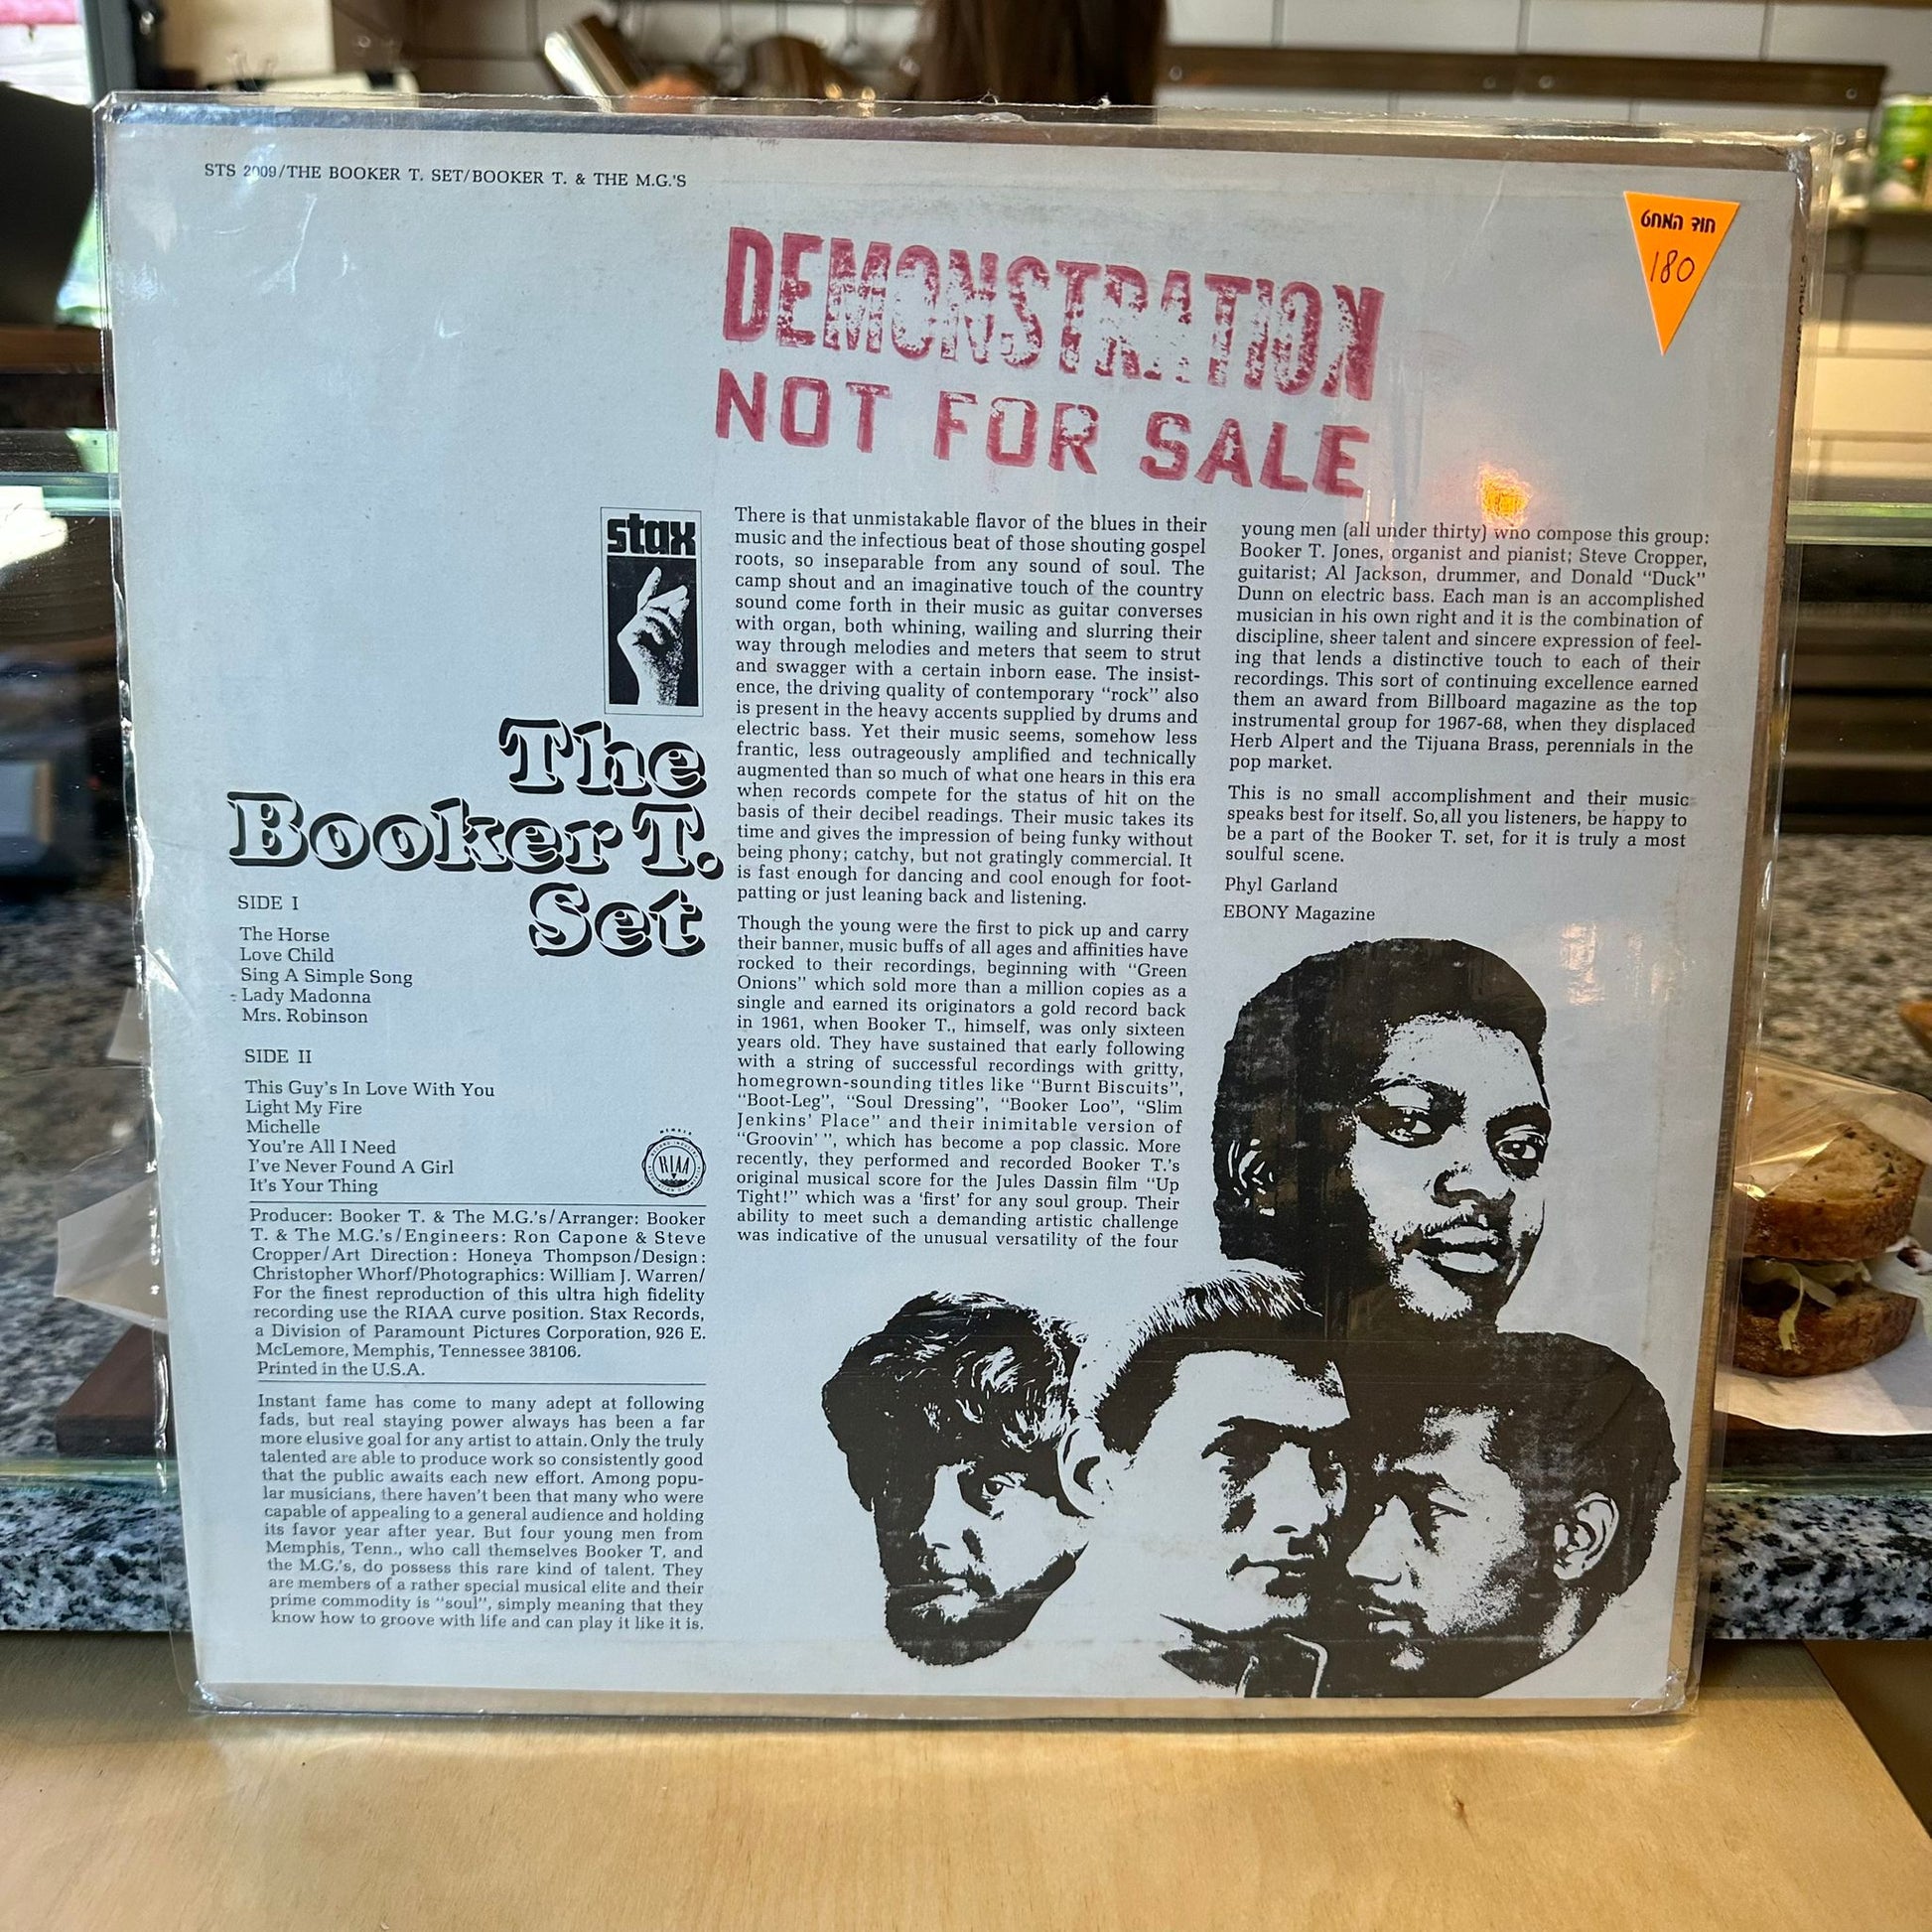 STS 2009/THE BOOKER T. SET/BOOKER T. & THE M.G.'S
חוד המחט
180
DEMONSTRATION
NOT FOR SALE
stax
The
Booker T.
Set
SIDE I
The Horse
Love Child
Sing A Simple Song
Lady Madonna
Mrs. Robinson
SIDE II
This Guy's In Love With You
Light My Fire
Michelle
You're All I Need
I've Never Found A Girl
It's Your Thing
MEMBER
RIAA
Producer: Booker T. & The M.G.'s/Arranger: Booker
T. & The M.G.'s/Engineers: Ron Capone & Steve
Cropper/Art Direction: Honeya Thompson/Design:
Christopher Whorf/Photographics: William J. Warren/
For the finest reproduction of this ultra high fidelity
recording use the RIAA curve position. Stax Records,
a Division of Paramount Pictures Corporation, 926 E.
McLemore, Memphis, Tennessee 38106.
Printed in the U.S.A.
Instant fame has come to many adept at following
fads, but real staying power always has been a far
more elusive goal for any artist to attain. Only the truly
talented are able to produce work so consistently good
that the public awaits each new effort. Among popu-
lar musicians, there haven't been that many who were
capable of appealing to a general audience and holding
its favor year after year. But four young men from
Memphis, Tenn., who call themselves Booker T. and
the M.G.'s, do possess this rare kind of talent. They
are members of a rather special musical elite and their
prime commodity is "soul", simply meaning that they
know how to groove with life and can play it like it is.
There is that unmistakable flavor of the blues in their
music and the infectious beat of those shouting gospel
roots, so inseparable from any sound of soul. The
camp shout and an imaginative touch of the country
sound come forth in their music as guitar converses
with organ, both whining, wailing and slurring their
way through melodies and meters that seem to strut
and swagger with a certain inborn ease. The insist-
ence, the driving quality of contemporary "rock" also
is present in the heavy accents supplied by drums and
electric bass. Yet their music seems, somehow less
frantic, less outrageously amplified and technically
augmented than so much of what one hears in this era
when records compete for the status of hit on the
basis of their decibel readings. Their music takes its
time and gives the impression of being funky without
being phony; catchy, but not gratingly commercial. It
is fast enough for dancing and cool enough for foot-
patting or just leaning back and listening.
Though the young were the first to pick up and carry
their banner, music buffs of all ages and affinities have
rocked to their recordings, beginning with "Green
Onions" which sold more than a million copies as a
single and earned its originators a gold record back
in 1961, when Booker T., himself, was only sixteen
years old. They have sustained that early following
with a string of successful recordings with gritty,
homegrown-sounding titles like "Burnt Biscuits",
"Boot-Leg", "Soul Dressing", "Booker Loo", "Slim
Jenkins' Place" and their inimitable version of
"Groovin' ", which has become a pop classic. More
recently, they performed and recorded Booker T.'s
original musical score for the Jules Dassin film "Up
Tight!" which was a 'first' for any soul group. Their
ability to meet such a demanding artistic challenge
was indicative of the unusual versatility of the four
young men (all under thirty) who compose this group:
Booker T. Jones, organist and pianist; Steve Cropper,
guitarist; Al Jackson, drummer, and Donald "Duck"
Dunn on electric bass. Each man is an accomplished
musician in his own right and it is the combination of
discipline, sheer talent and sincere expression of feel-
ing that lends a distinctive touch to each of their
recordings. This sort of continuing excellence earned
them an award from Billboard magazine as the top
instrumental group for 1967-68, when they displaced
Herb Alpert and the Tijuana Brass, perennials in the
pop market.
This is no small accomplishment and their music
speaks best for itself. So, all you listeners, be happy to
be a part of the Booker T. set, for it is truly a most
soulful scene.
Phyl Garland
EBONY Magazine